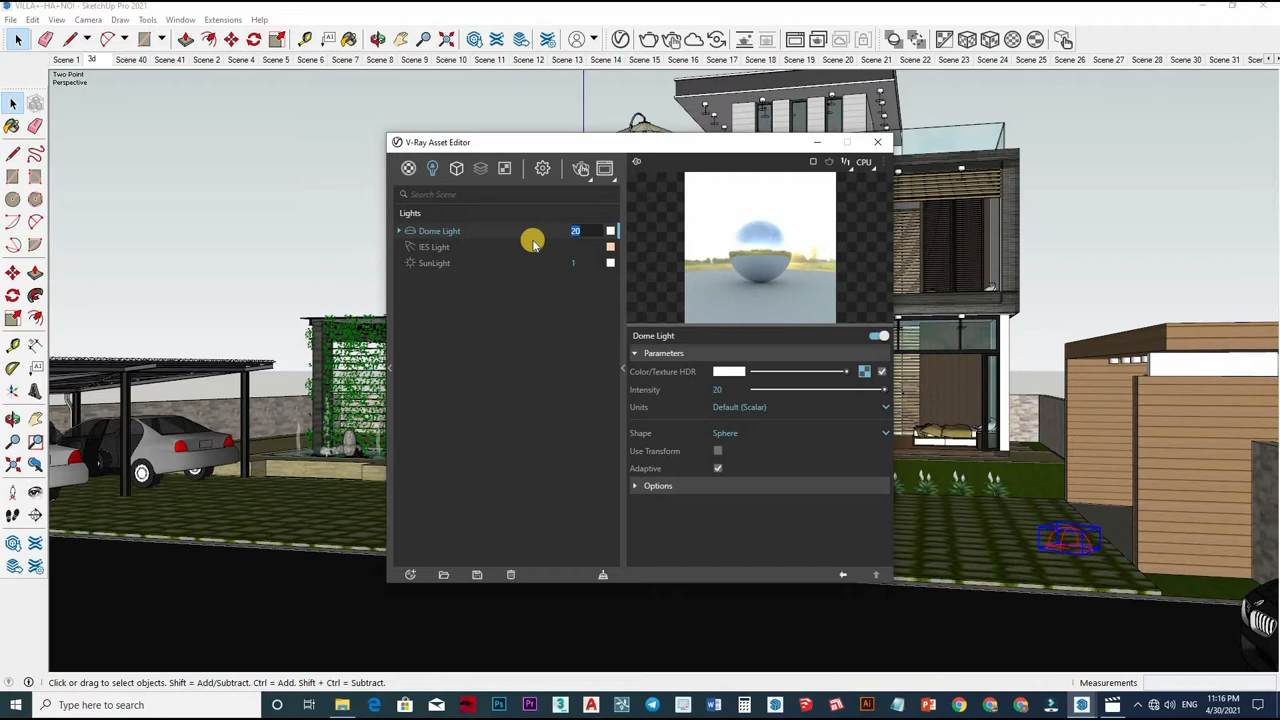 VILLA+-HA+NOI - SketchUp Pro 2021
File Edit View Camera Draw Tools Window Extensions Help
Scene 1 3d Scene 40 Scene 41 Scene 2 Scene 4 Scene 5 Scene 6 Scene 7 Scene 8 Scene 9 Scene 10 Scene 11 Scene 12 Scene 13 Scene 14 Scene 15 Scene 16 Scene 17 Scene 18 Scene 19 Scene 20 Scene 21 Scene 22 Scene 23 Scene 24 Scene 25 Scene 26 Scene 27 Scene 28 Scene 29 Scene 30 Scene 31 Scene
Two Point
Perspective
V-Ray Asset Editor
1/1 CPU
Search Scene
Lights
Dome Light 20
IES Light
SunLight 1
Dome Light
Parameters
Color/Texture HDR
Intensity 20
Units Default (Scalar)
Shape Sphere
Use Transform
Adaptive
Options
Click or drag to select objects. Shift = Add/Subtract. Ctrl = Add. Shift + Ctrl = Subtract.
Measurements
Type here to search
ENG
11:16 PM
4/30/2021